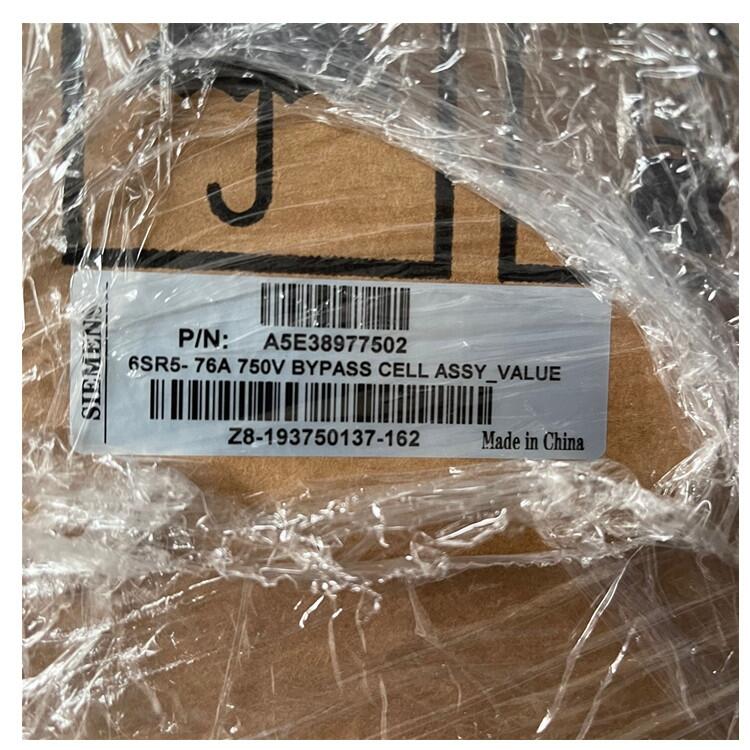 SIEMENS
P/N: A5E38977502
6SR5- 76A 750V BYPASS CELL ASSY_VALUE
Z8-193750137-162
Made in China